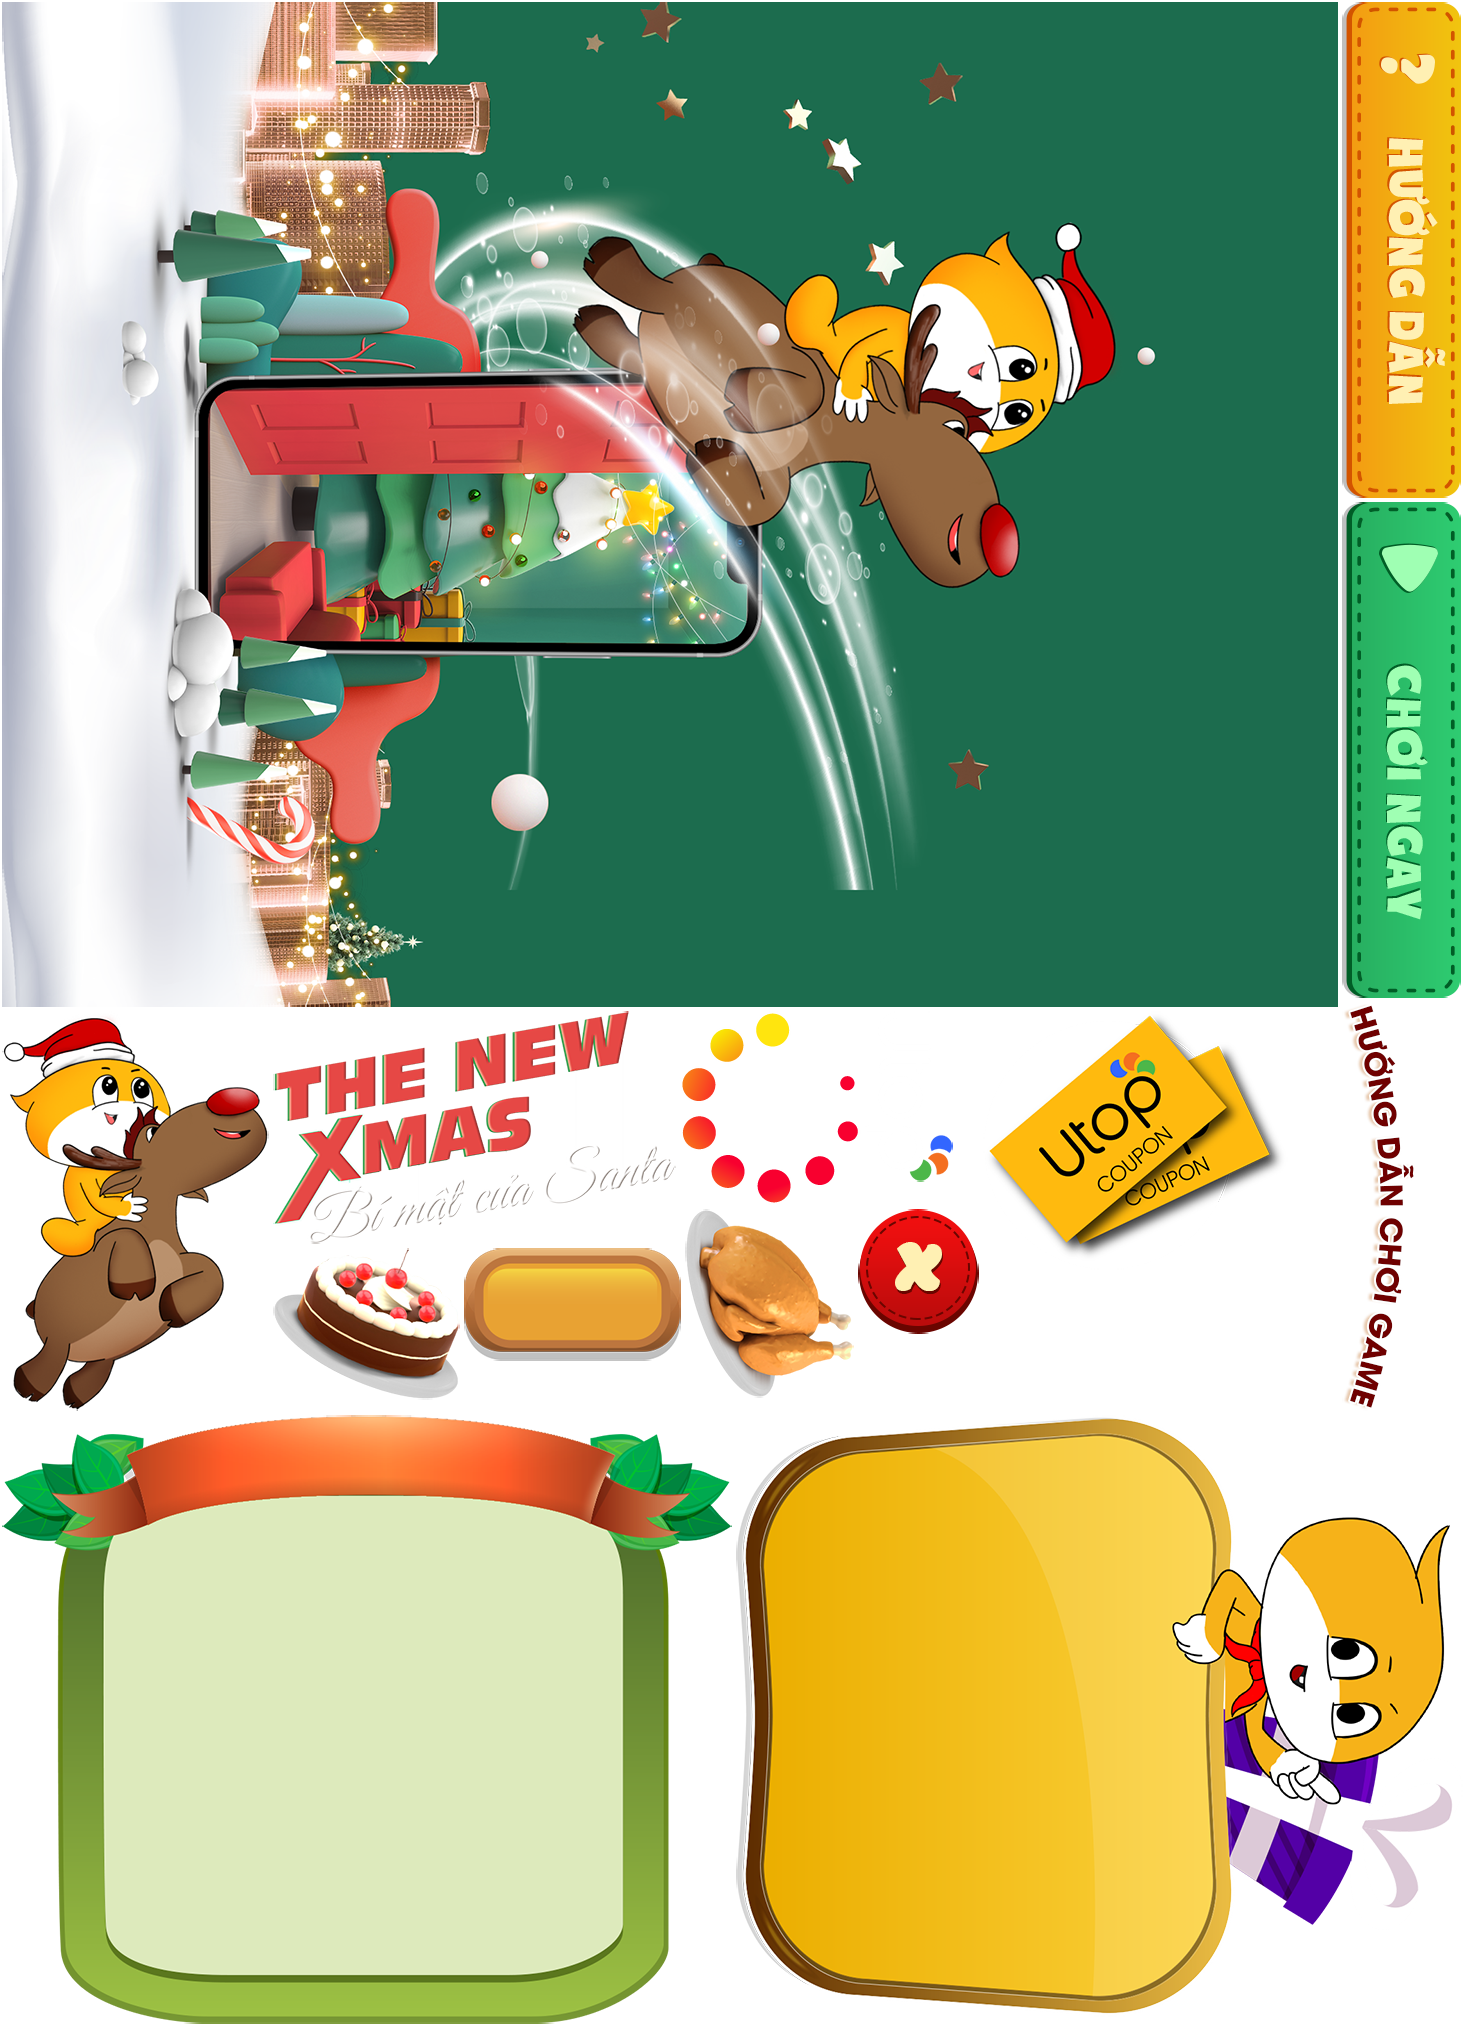 ? HƯỚNG DẪN
CHƠI NGAY
THE NEW
XMAS
Bí mật của Santa
Utop
COUPON
COUPON
HƯỚNG DẪN CHƠI GAME
X